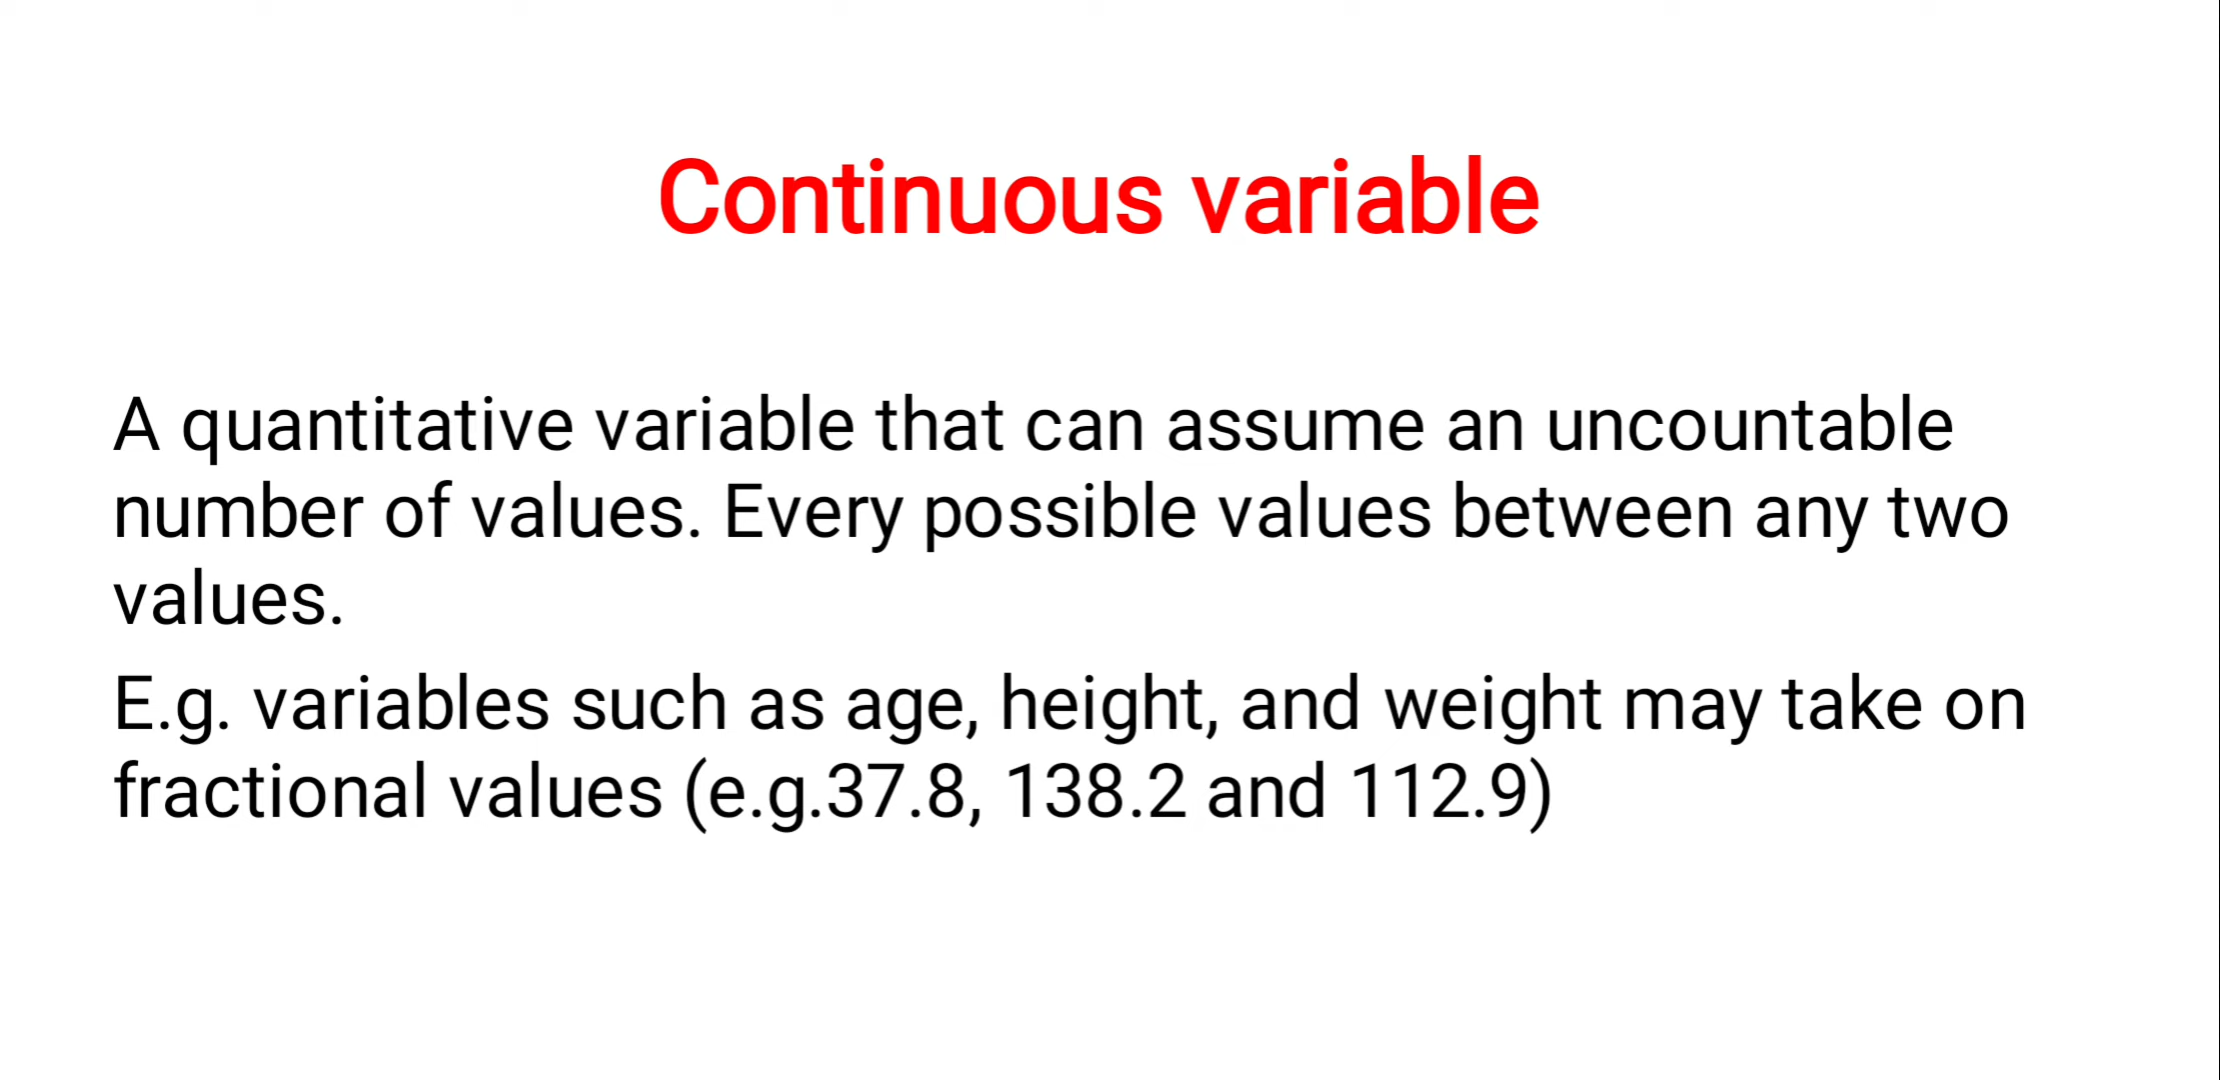 Continuous variable
A quantitative variable that can assume an uncountable
number of values. Every possible values between any two
values.
E.g. variables such as age, height, and weight may take on
fractional values (e.g.37.8, 138.2 and 112.9)